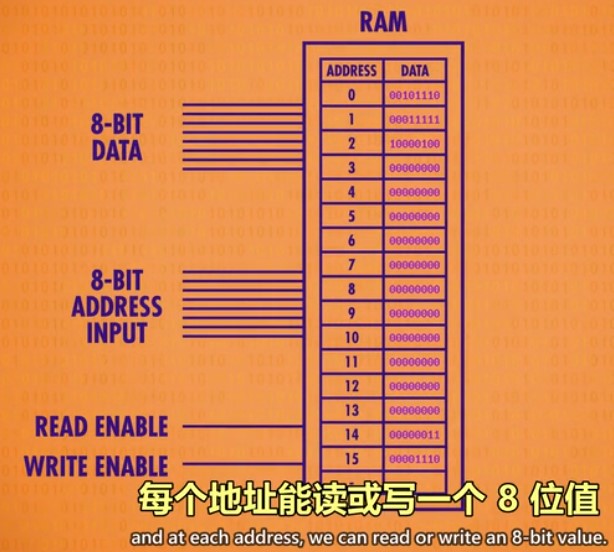 RAM
ADDRESS DATA
0 00101110
1 00011111
2 10000100
3 00000000
4 00000000
5 00000000
6 00000000
7 00000000
8 00000000
9 00000000
10 00000000
11 00000000
12 00000000
13 00000000
14 00000011
15 00001110
8-BIT
DATA
8-BIT
ADDRESS
INPUT
READ ENABLE
WRITE ENABLE
每个地址能读或写一个 8 位值
and at each address, we can read or write an 8-bit value.